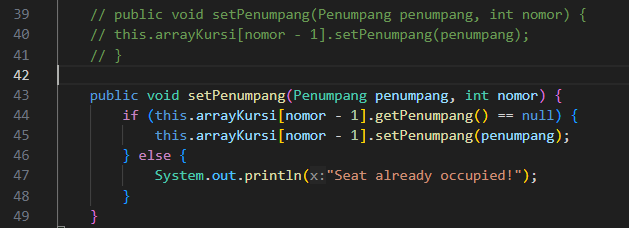 39 // public void setPenumpang(Penumpang penumpang, int nomor) {
40 // this.arrayKursi[nomor - 1].setPenumpang(penumpang);
41 // }
42
43 public void setPenumpang(Penumpang penumpang, int nomor) {
44 if (this.arrayKursi[nomor - 1].getPenumpang() == null) {
45 this.arrayKursi[nomor - 1].setPenumpang(penumpang);
46 } else {
47 System.out.println(x:"Seat already occupied!");
48 }
49 }